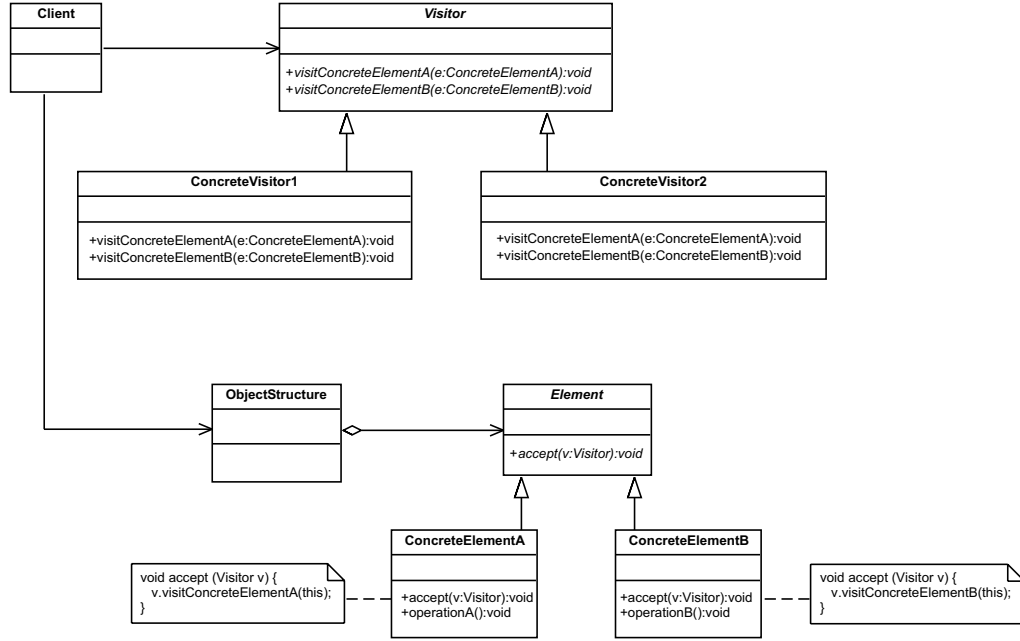 Client
Visitor
+visitConcreteElementA(e:ConcreteElementA):void
+visitConcreteElementB(e:ConcreteElementB):void
ConcreteVisitor1
+visitConcreteElementA(e:ConcreteElementA):void
+visitConcreteElementB(e:ConcreteElementB):void
ConcreteVisitor2
+visitConcreteElementA(e:ConcreteElementA):void
+visitConcreteElementB(e:ConcreteElementB):void
ObjectStructure
Element
+accept(v:Visitor):void
ConcreteElementA
+accept(v:Visitor):void
+operationA():void
ConcreteElementB
+accept(v:Visitor):void
+operationB():void
void accept (Visitor v) {
v.visitConcreteElementA(this);
}
void accept (Visitor v) {
v.visitConcreteElementB(this);
}